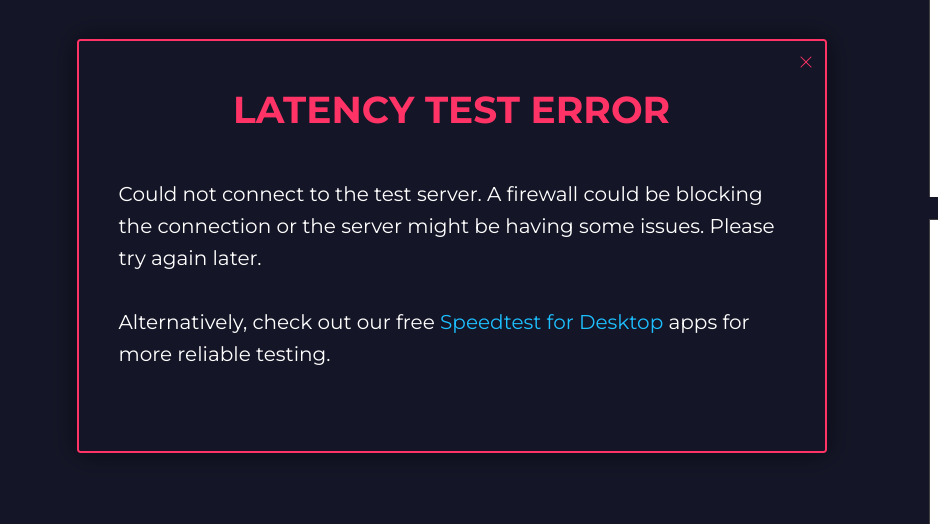 LATENCY TEST ERROR
Could not connect to the test server. A firewall could be blocking
the connection or the server might be having some issues. Please
try again later.
Alternatively, check out our free Speedtest for Desktop apps for
more reliable testing.